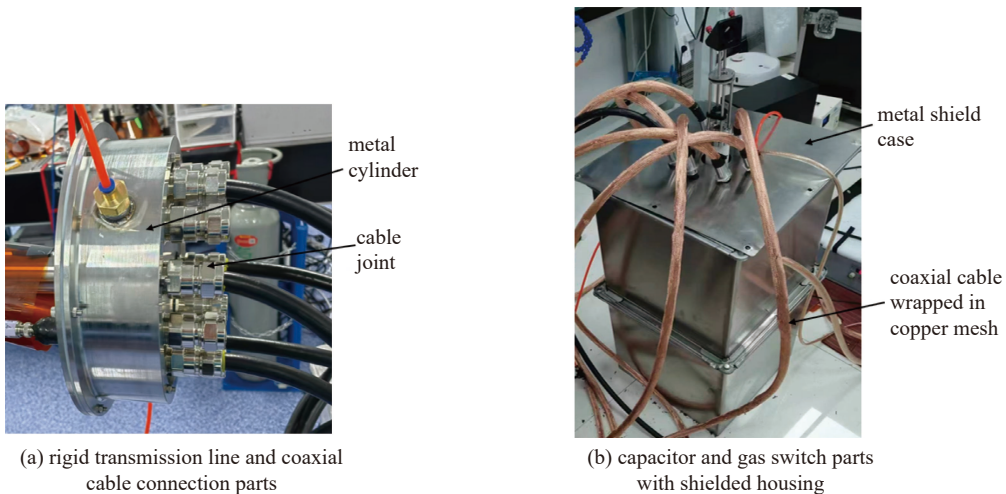 metal
cylinder
cable
joint
(a) rigid transmission line and coaxial
cable connection parts
metal shield
case
coaxial cable
wrapped in
copper mesh
(b) capacitor and gas switch parts
with shielded housing